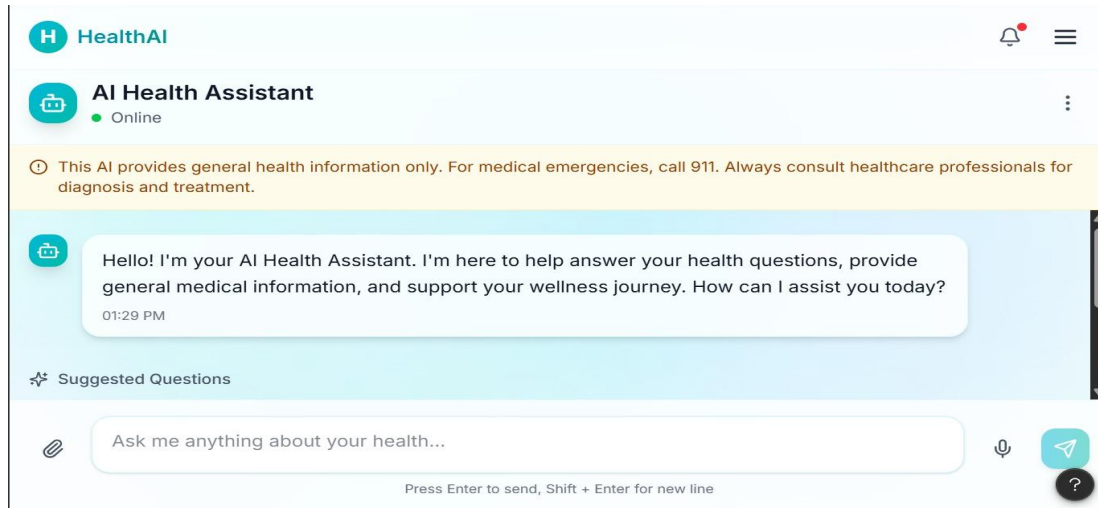 H HealthAI
AI Health Assistant
Online
This AI provides general health information only. For medical emergencies, call 911. Always consult healthcare professionals for
diagnosis and treatment.
Hello! I'm your AI Health Assistant. I'm here to help answer your health questions, provide
general medical information, and support your wellness journey. How can I assist you today?
01:29 PM
Suggested Questions
Ask me anything about your health...
Press Enter to send, Shift + Enter for new line
?